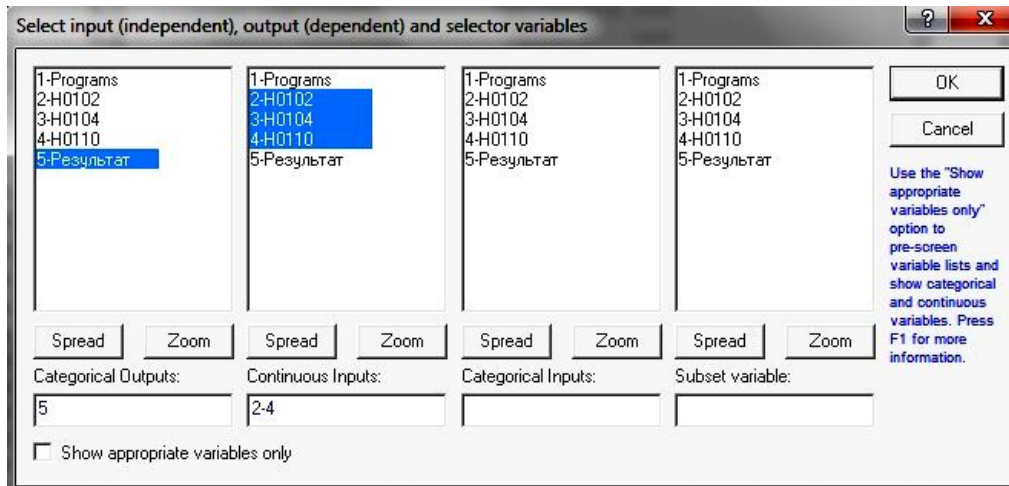 Select input (independent), output (dependent) and selector variables
? X
1-Programs
2-H0102
3-H0104
4-H0110
5-Результат
1-Programs
2-H0102
3-H0104
4-H0110
5-Результат
1-Programs
2-H0102
3-H0104
4-H0110
5-Результат
1-Programs
2-H0102
3-H0104
4-H0110
5-Результат
OK
Cancel
Use the "Show
appropriate
variables only"
option to
pre-screen
variable lists and
show categorical
and continuous
variables. Press
F1 for more
information.
Spread Zoom Spread Zoom Spread Zoom Spread Zoom
Categorical Outputs: Continuous Inputs: Categorical Inputs: Subset variable:
5 2-4
Show appropriate variables only